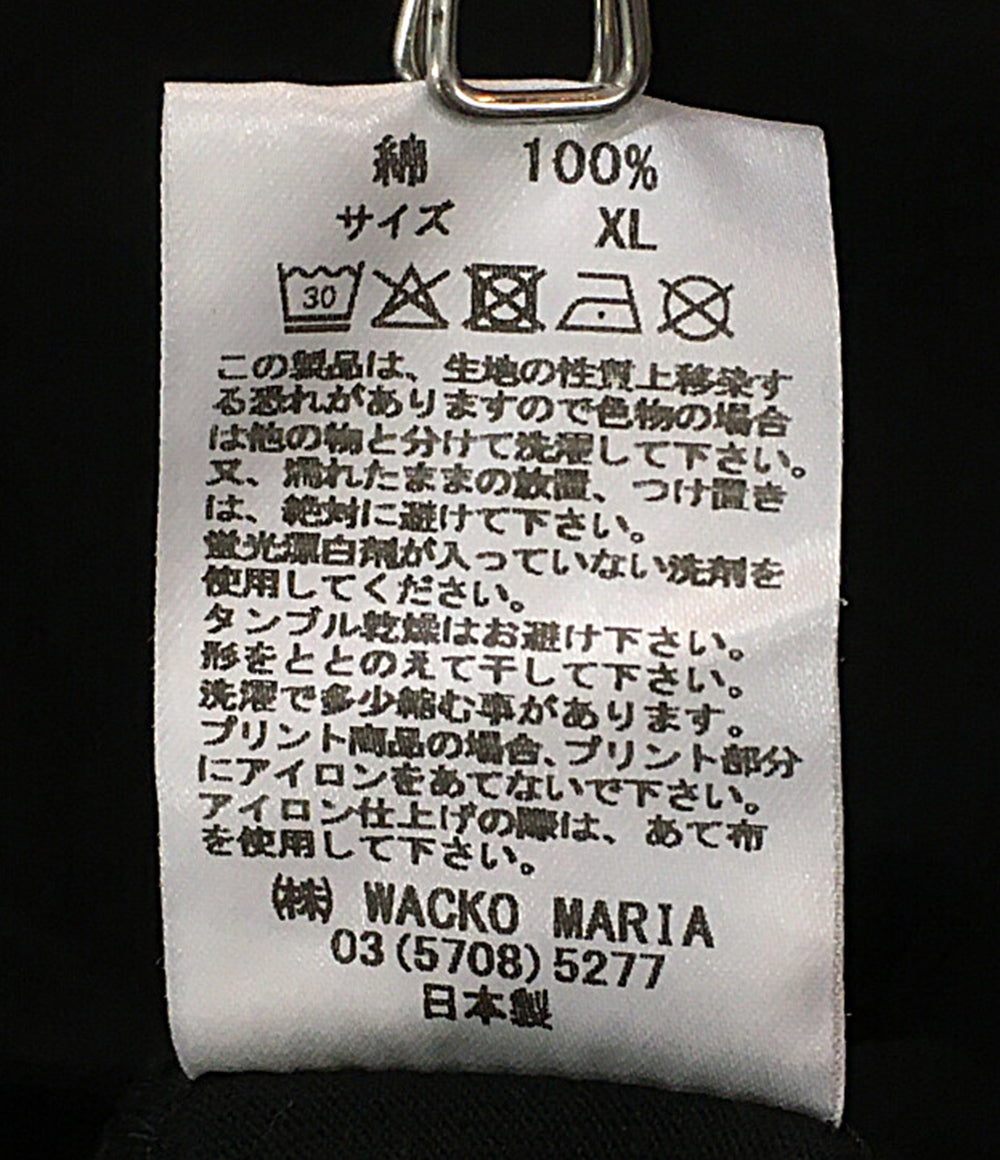 綿 100%
サイズ XL
30
この製品は、生地の性質上移染す
る恐れがありますので色物の場合
は他の物と分けて洗濯して下さい。
又、濡れたままの放置、つけ置き
は、絶対に避けて下さい。
蛍光漂白剤が入っていない洗剤を
使用してください。
タンブル乾燥はお避け下さい。
形をととのえて干して下さい。
洗濯で多少縮む事があります。
プリント商品の場合、プリント部分
にアイロンをあてないで下さい。
アイロン仕上げの際は、あて布
を使用して下さい。
㈱ WACKO MARIA
03(5708)5277
日本製